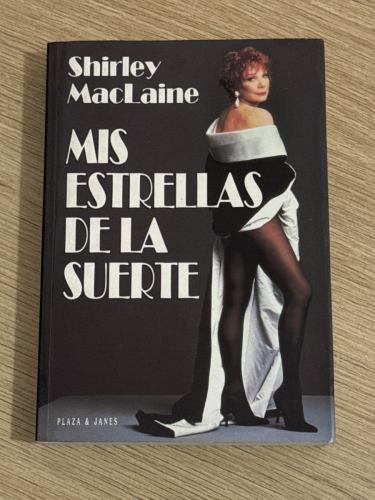 Shirley
MacLaine
MIS
ESTRELLAS
DE LA
SUERTE
PLAZA & JANES